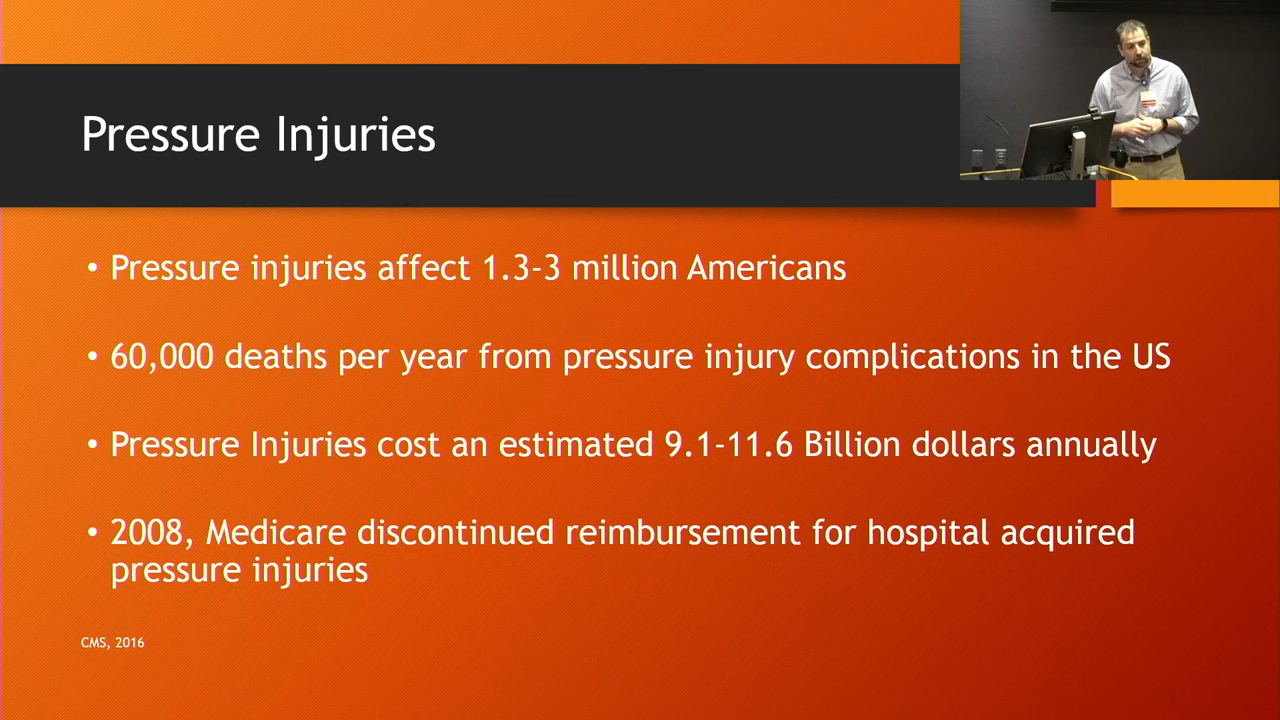 Pressure Injuries
• Pressure injuries affect 1.3-3 million Americans
• 60,000 deaths per year from pressure injury complications in the US
• Pressure Injuries cost an estimated 9.1-11.6 Billion dollars annually
• 2008, Medicare discontinued reimbursement for hospital acquired
pressure injuries
CMS, 2016